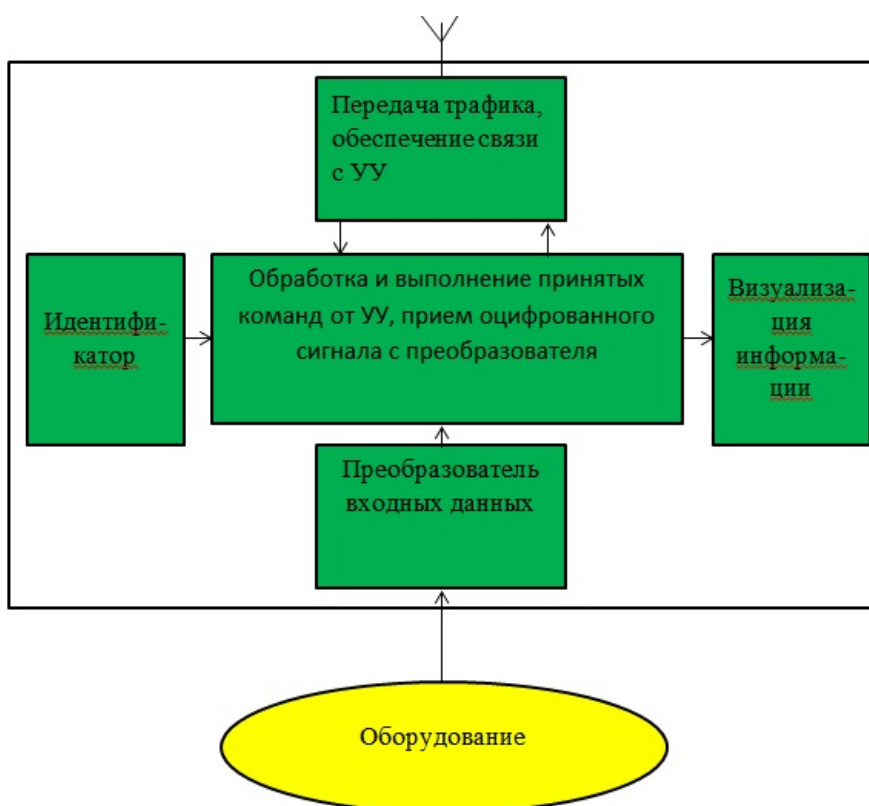 Передача трафика,
обеспечение связи
с УУ
Идентифи-
катор
Обработка и выполнение принятых
команд от УУ, прием оцифрованного
сигнала с преобразователя
Визуализа-
ция
информа-
ции
Преобразователь
входных данных
Оборудование